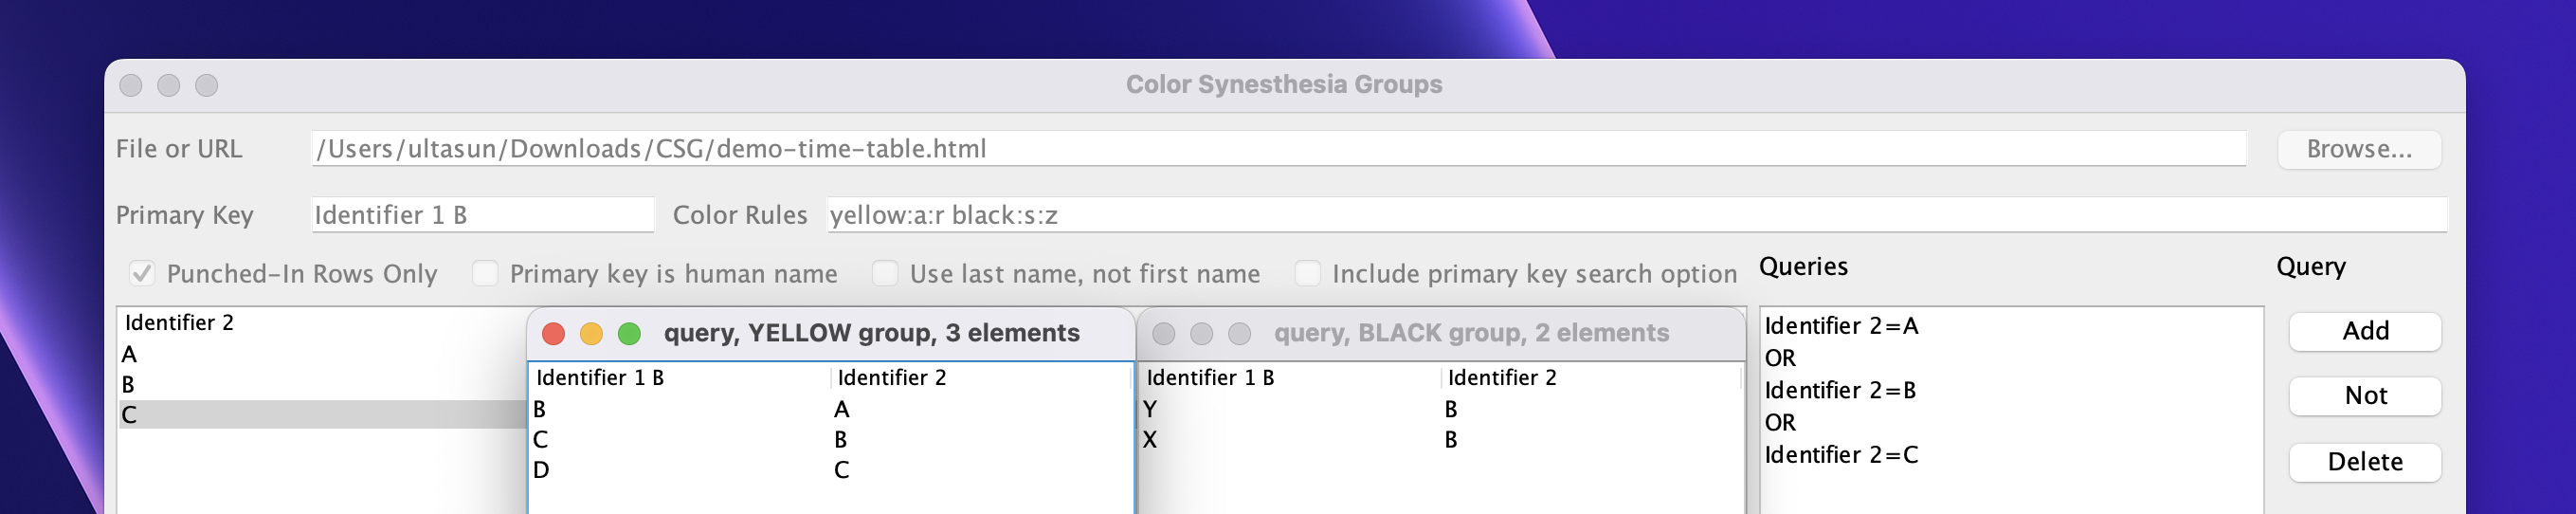 Color Synesthesia Groups
File or URL /Users/ultasun/Downloads/CSG/demo-time-table.html Browse...
Primary Key Identifier 1 B Color Rules yellow:a:r black:s:z
Punched-In Rows Only Primary key is human name Use last name, not first name Include primary key search option Queries Query
Identifier 2
A
B
C
query, YELLOW group, 3 elements
Identifier 1 B Identifier 2
B A
C B
D C
query, BLACK group, 2 elements
Identifier 1 B Identifier 2
Y B
X B
Identifier 2=A
OR
Identifier 2=B
OR
Identifier 2=C
Add
Not
Delete